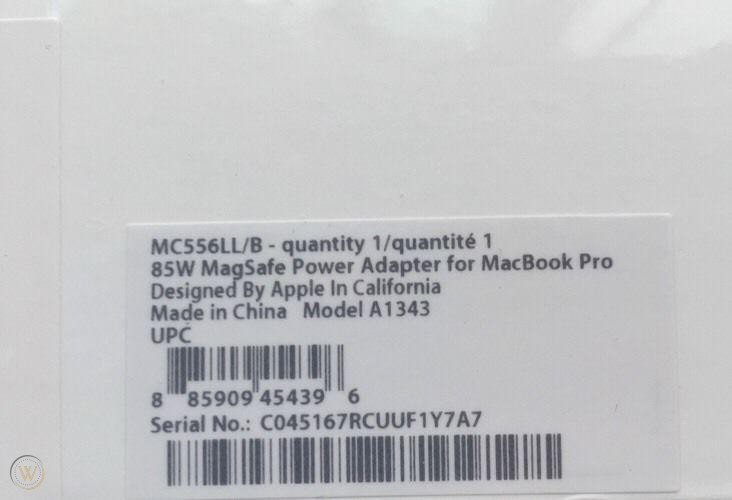 MC556LL/B - quantity 1/quantité 1
85W MagSafe Power Adapter for MacBook Pro
Designed By Apple In California
Made in China Model A1343
UPC
8 85909 45439 6
Serial No.: C045167RCUUF1Y7A7
W